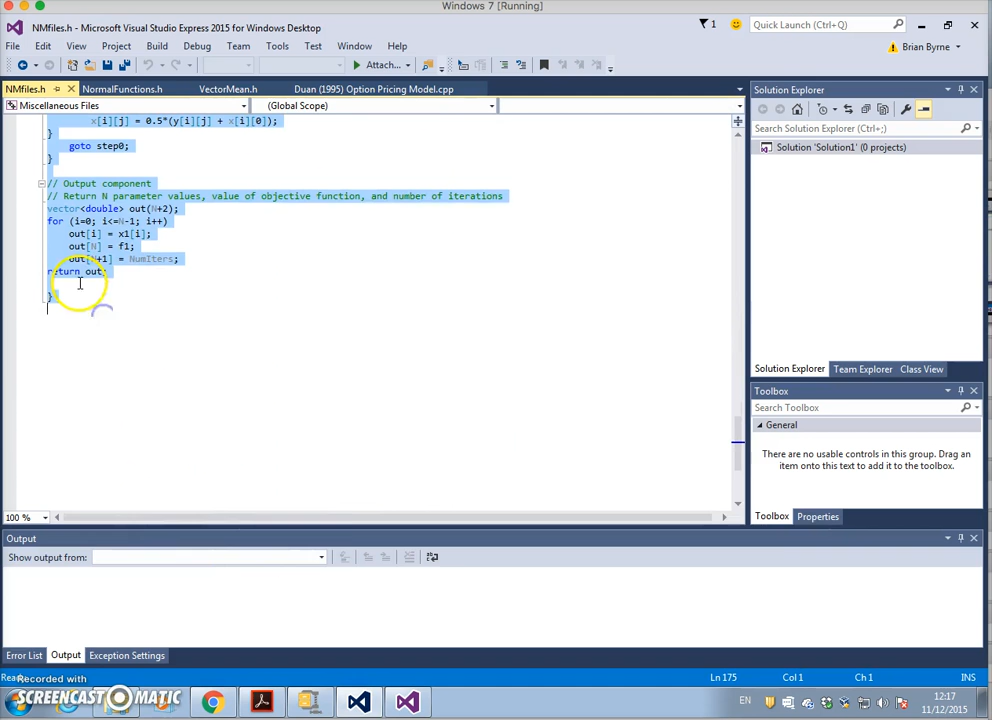 Windows 7 [Running]
NMfiles.h - Microsoft Visual Studio Express 2015 for Windows Desktop
1
Quick Launch (Ctrl+Q)
File Edit View Project Build Debug Team Tools Test Window Help
Brian Byrne
Attach...
NMfiles.h NormalFunctions.h VectorMean.h Duan (1995) Option Pricing Model.cpp
Miscellaneous Files (Global Scope)
x[i][j] = 0.5*(y[i][j] + x[i][0]);
}
goto step0;
}
// Output component
// Return N parameter values, value of objective function, and number of iterations
vector<double> out(N+2);
for (i=0; i<=N-1; i++)
out[i] = x1[i];
out[N] = f1;
out[N+1] = NumIters;
return out;
}
100 %
Solution Explorer
Search Solution Explorer (Ctrl+;)
Solution 'Solution1' (0 projects)
Solution Explorer Team Explorer Class View
Toolbox
Search Toolbox
General
There are no usable controls in this group. Drag an
item onto this text to add it to the toolbox.
Toolbox Properties
Output
Show output from:
Error List Output Exception Settings
Ln 175 Col 1 Ch 1 INS
Recorded with
SCREENCAST MATIC
EN
12:17
11/12/2015